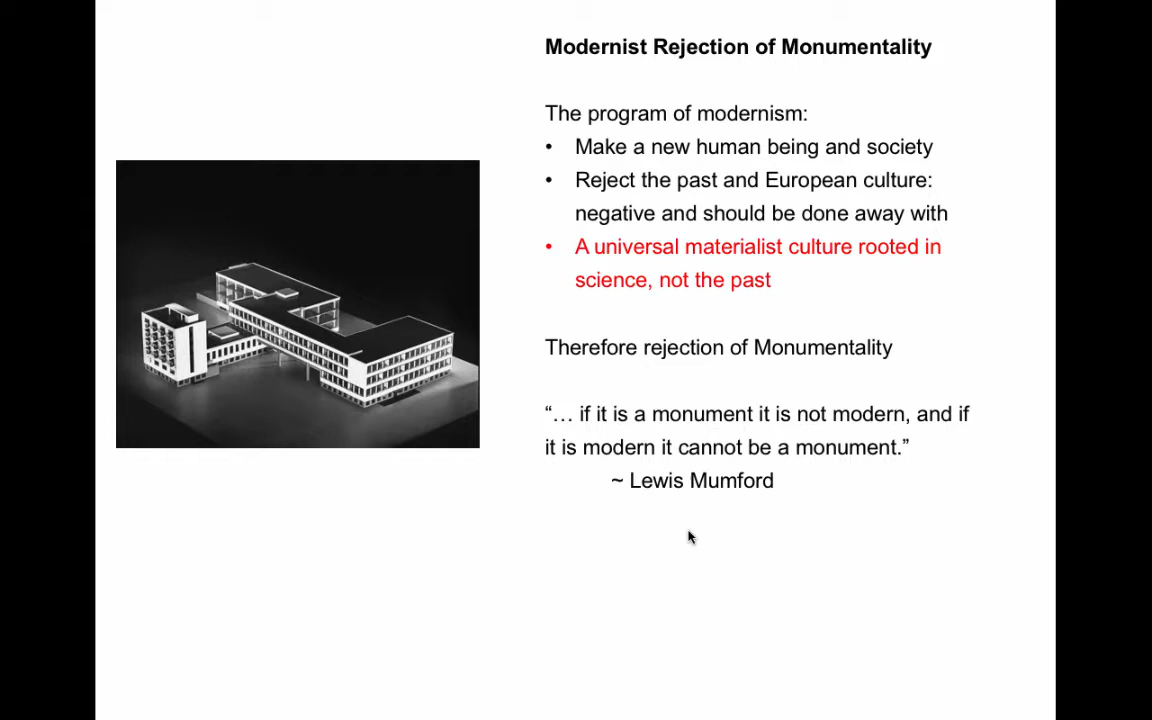 Modernist Rejection of Monumentality
The program of modernism:
• Make a new human being and society
• Reject the past and European culture:
negative and should be done away with
• A universal materialist culture rooted in
science, not the past
Therefore rejection of Monumentality
“… if it is a monument it is not modern, and if
it is modern it cannot be a monument.”
~ Lewis Mumford